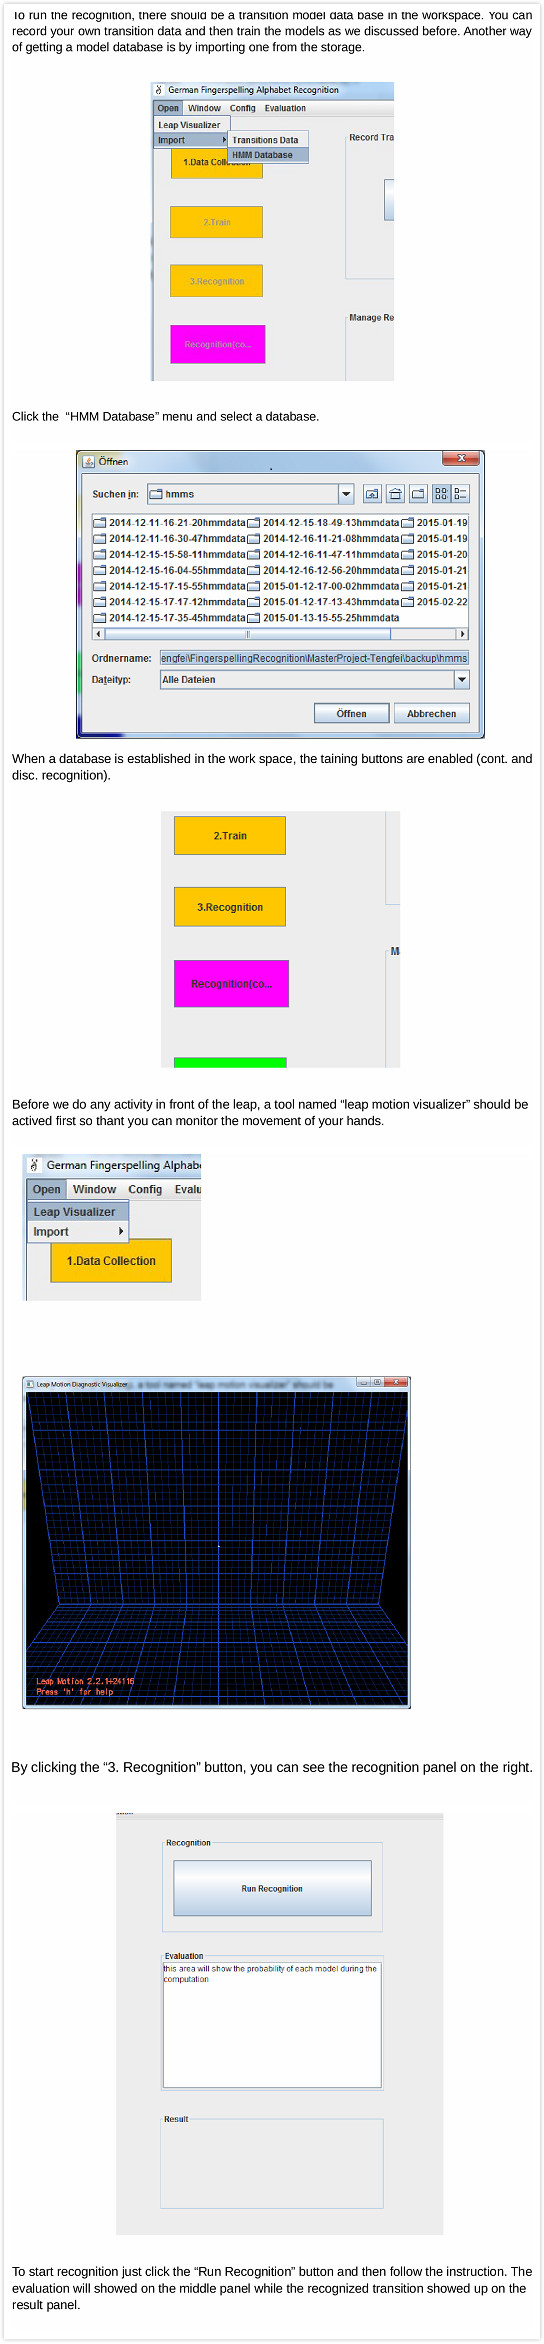 To run the recognition, there should be a transition model data base in the workspace. You can
record your own transition data and then train the models as we discussed before. Another way
of getting a model database is by importing one from the storage.
German Fingerspelling Alphabet Recognition
Open Window Config Evaluation
Leap Visualizer
Import
Transitions Data
HMM Database
Record Tra
1.Data Coll
2.Train
3.Recognition
Manage Re
Recognition(co...
Click the “HMM Database” menu and select a database.
Öffnen
Suchen in: hmms
2014-12-11-16-21-20hmmdata 2014-12-15-18-49-13hmmdata 2015-01-19
2014-12-11-16-30-47hmmdata 2014-12-16-11-21-08hmmdata 2015-01-19
2014-12-15-15-58-11hmmdata 2014-12-16-11-47-11hmmdata 2015-01-20
2014-12-15-16-04-55hmmdata 2014-12-16-12-56-20hmmdata 2015-01-21
2014-12-15-17-15-55hmmdata 2015-01-12-17-00-02hmmdata 2015-01-21
2014-12-15-17-17-12hmmdata 2015-01-12-17-13-43hmmdata 2015-02-22
2014-12-15-17-35-45hmmdata 2015-01-13-15-55-25hmmdata
Ordnername: engfei\FingerspellingRecognition\MasterProject-Tengfei\backup\hmms
Dateityp: Alle Dateien
Öffnen Abbrechen
When a database is established in the work space, the taining buttons are enabled (cont. and
disc. recognition).
2.Train
3.Recognition
M
Recognition(co...
Before we do any activity in front of the leap, a tool named “leap motion visualizer” should be
actived first so thant you can monitor the movement of your hands.
German Fingerspelling Alphab
Open Window Config Evalu
Leap Visualizer
Import
1.Data Collection
Leap Motion Diagnostic Visualizer
Leap Motion 2.2.1+24116
Press 'h' for help
By clicking the “3. Recognition” button, you can see the recognition panel on the right.
Recognition
Run Recognition
Evaluation
this area will show the probability of each model during the
computation
Result
To start recognition just click the “Run Recognition” button and then follow the instruction. The
evaluation will showed on the middle panel while the recognized transition showed up on the
result panel.